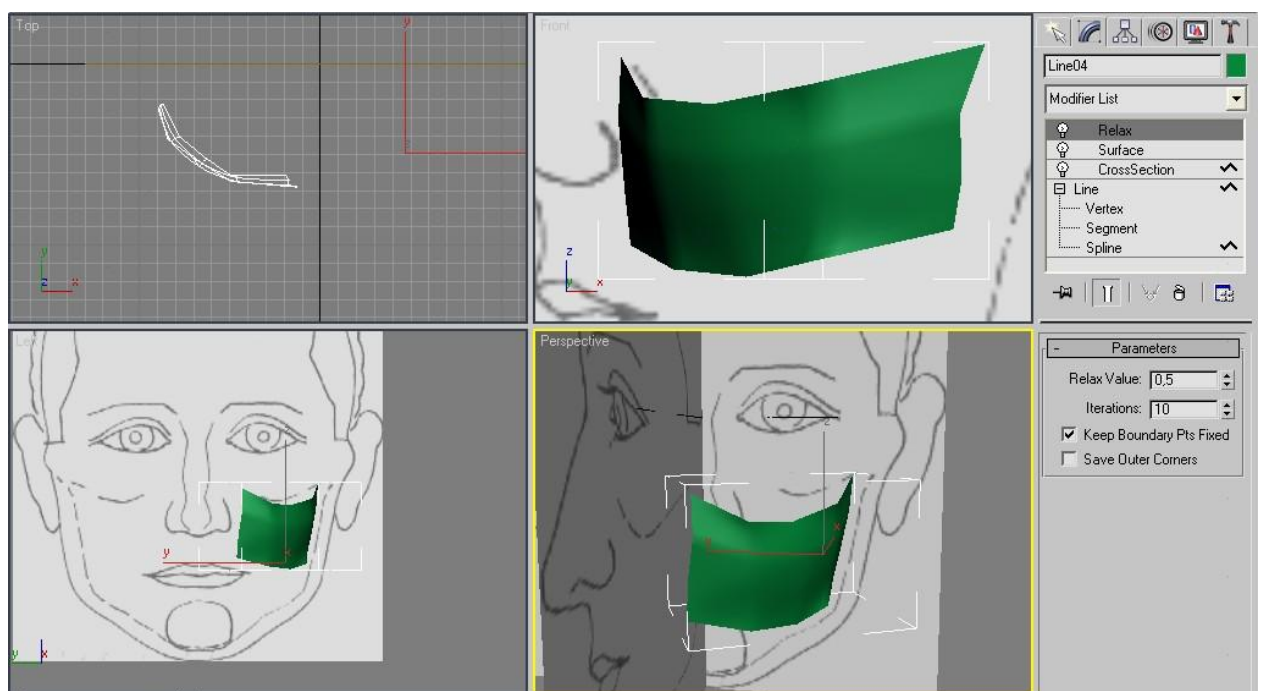 Top
Front
Line04
Modifier List
Relax
Surface
CrossSection
Line
Vertex
Segment
Spline
y
z
x
y
z
y
x
y
x
Left
Perspective
z
x
y
y
x
- Parameters
Relax Value: 0,5
Iterations: 10
Keep Boundary Pts Fixed
Save Outer Corners